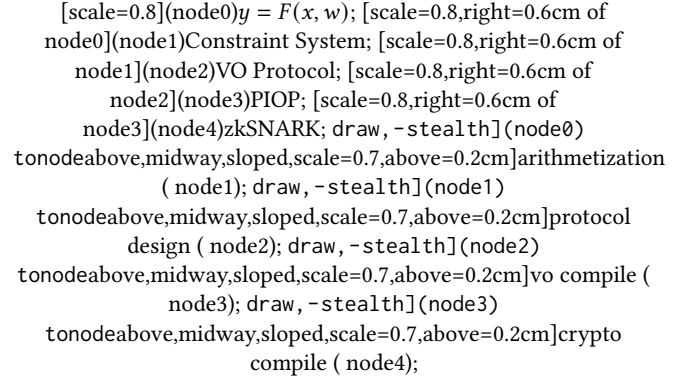 [scale=0.8](node0)y = F(x, w); [scale=0.8,right=0.6cm of
node0](node1)Constraint System; [scale=0.8,right=0.6cm of
node1](node2)VO Protocol; [scale=0.8,right=0.6cm of
node2](node3)PIOP; [scale=0.8,right=0.6cm of
node3](node4)zkSNARK; draw,-stealth](node0)
tonodeabove,midway,sloped,scale=0.7,above=0.2cm]arithmetization
( node1); draw,-stealth](node1)
tonodeabove,midway,sloped,scale=0.7,above=0.2cm]protocol
design ( node2); draw,-stealth](node2)
tonodeabove,midway,sloped,scale=0.7,above=0.2cm]vo compile (
node3); draw,-stealth](node3)
tonodeabove,midway,sloped,scale=0.7,above=0.2cm]crypto
compile ( node4);